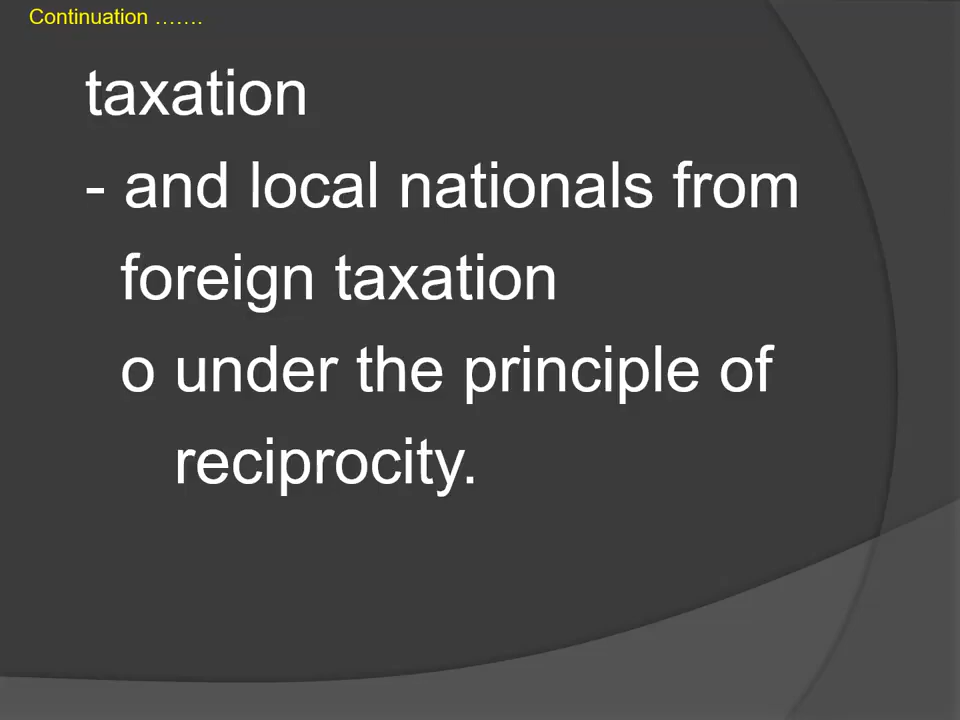 Continuation …….
taxation
- and local nationals from
foreign taxation
o under the principle of
reciprocity.